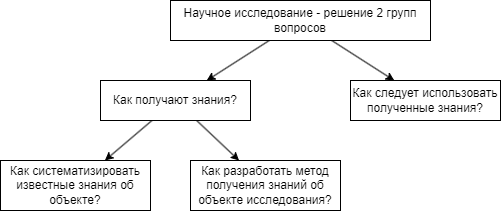 Научное исследование - решение 2 групп
вопросов
Как получают знания?
Как следует использовать
полученные знания?
Как систематизировать
известные знания об
объекте?
Как разработать метод
получения знаний об
объекте исследования?